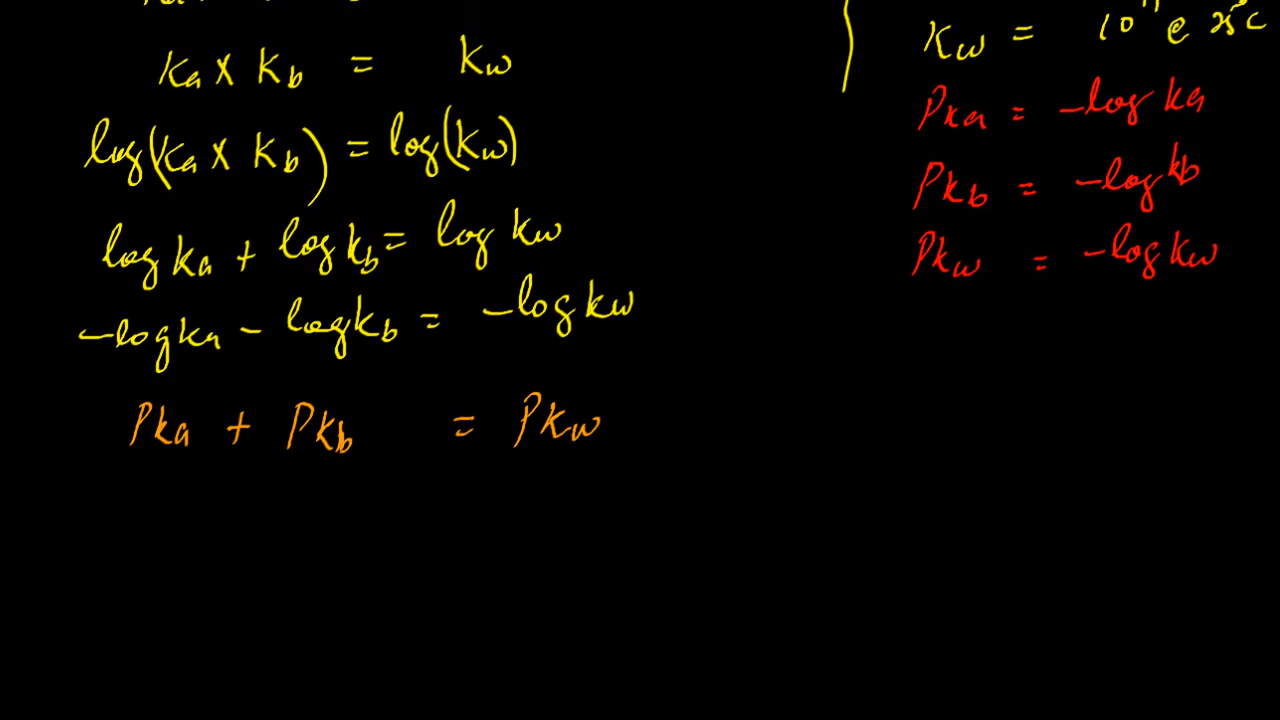 Ka x Kb = Kw
log(Ka x Kb) = log(Kw)
log Ka + log Kb = log Kw
-log Ka - log Kb = -log Kw
PKa + PKb = PKw
Kw = 10 @ 25°C
PKa = -log Ka
PKb = -log Kb
PKw = -log Kw